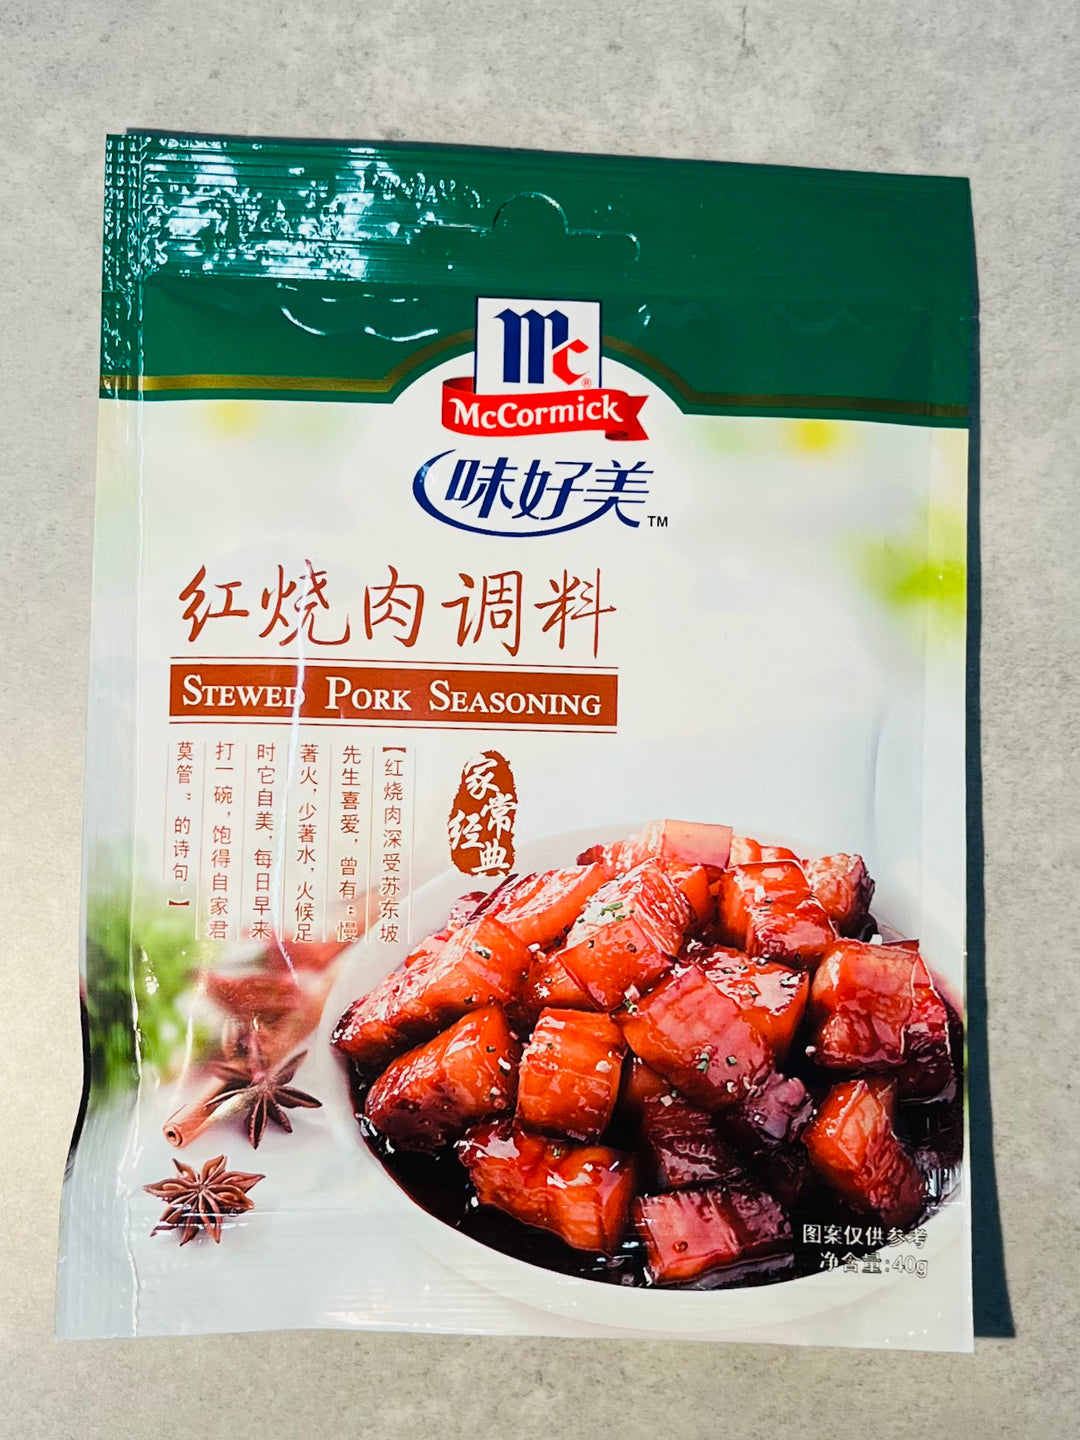 Mc®
McCormick
味好美™
红烧肉调料
STEWED PORK SEASONING
【红烧肉深受苏东坡
先生喜爱，曾有：慢
著火，少著水，火候足
时它自美，每日早来
打一碗，饱得自家君
莫管：的诗句。】
家常
经典
图案仅供参考
净含量:40g